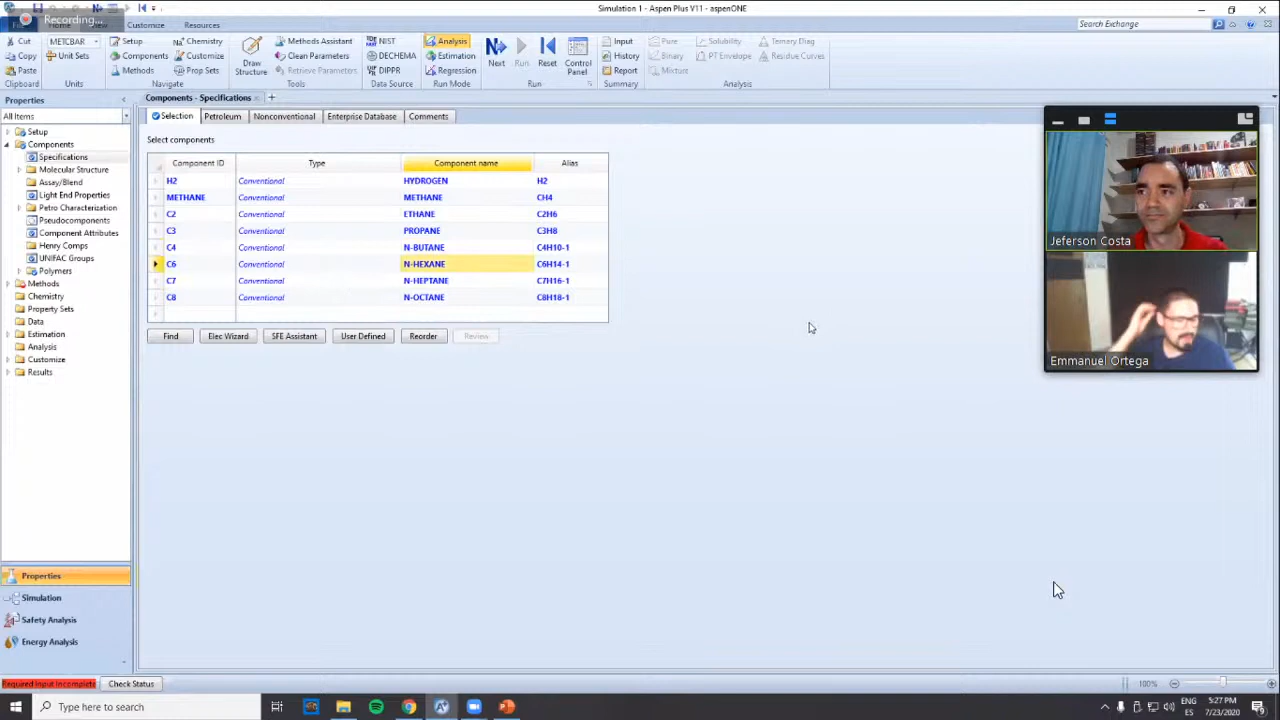 Recording...
Simulation 1 - Aspen Plus V11 - aspenONE
Customize
Resources
Search Exchange
Cut
METCBAR
Setup
Chemistry
Methods Assistant
NIST
Analysis
Input
Pure
Solubility
Ternary Diag
Copy
Unit Sets
Components
Customize
Clean Parameters
DECHEMA
Estimation
History
Binary
PT Envelope
Residue Curves
Paste
Methods
Prop Sets
Draw Structure
Retrieve Parameters
DIPPR
Regression
Next
Run
Reset
Control Panel
Report
Mixture
Clipboard
Units
Navigate
Tools
Data Source
Run Mode
Run
Summary
Analysis
Properties
All Items
Setup
Components
Specifications
Molecular Structure
Assay/Blend
Light End Properties
Petro Characterization
Pseudocomponents
Component Attributes
Henry Comps
UNIFAC Groups
Polymers
Methods
Chemistry
Property Sets
Data
Estimation
Analysis
Customize
Results
Properties
Simulation
Safety Analysis
Energy Analysis
Components - Specifications
Selection
Petroleum
Nonconventional
Enterprise Database
Comments
Select components
Component ID Type Component name Alias
H2 Conventional HYDROGEN H2
METHANE Conventional METHANE CH4
C2 Conventional ETHANE C2H6
C3 Conventional PROPANE C3H8
C4 Conventional N-BUTANE C4H10-1
C6 Conventional N-HEXANE C6H14-1
C7 Conventional N-HEPTANE C7H16-1
C8 Conventional N-OCTANE C8H18-1
Find
Elec Wizard
SFE Assistant
User Defined
Reorder
Review
Jeferson Costa
Emmanuel Ortega
Required Input Incomplete
Check Status
100%
Type here to search
ENG
ES
5:27 PM
7/23/2020